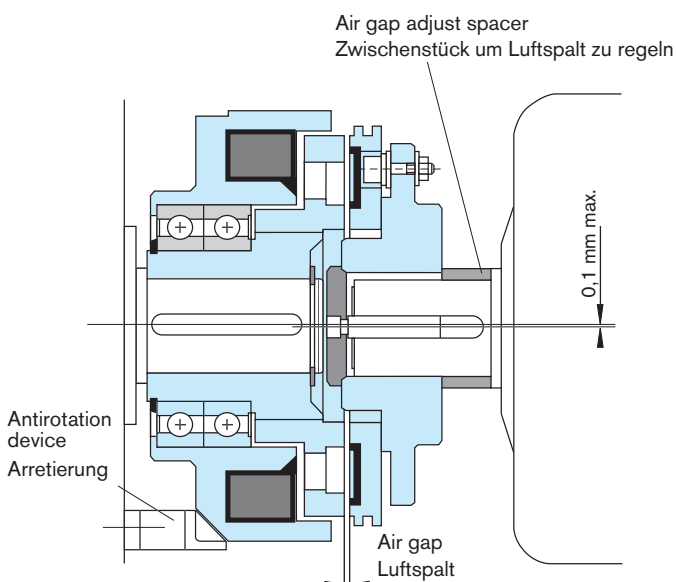 Air gap adjust spacer
Zwischenstück um Luftspalt zu regeln
0,1 mm max.
Antirotation
device
Arretierung
Air gap
Luftspalt